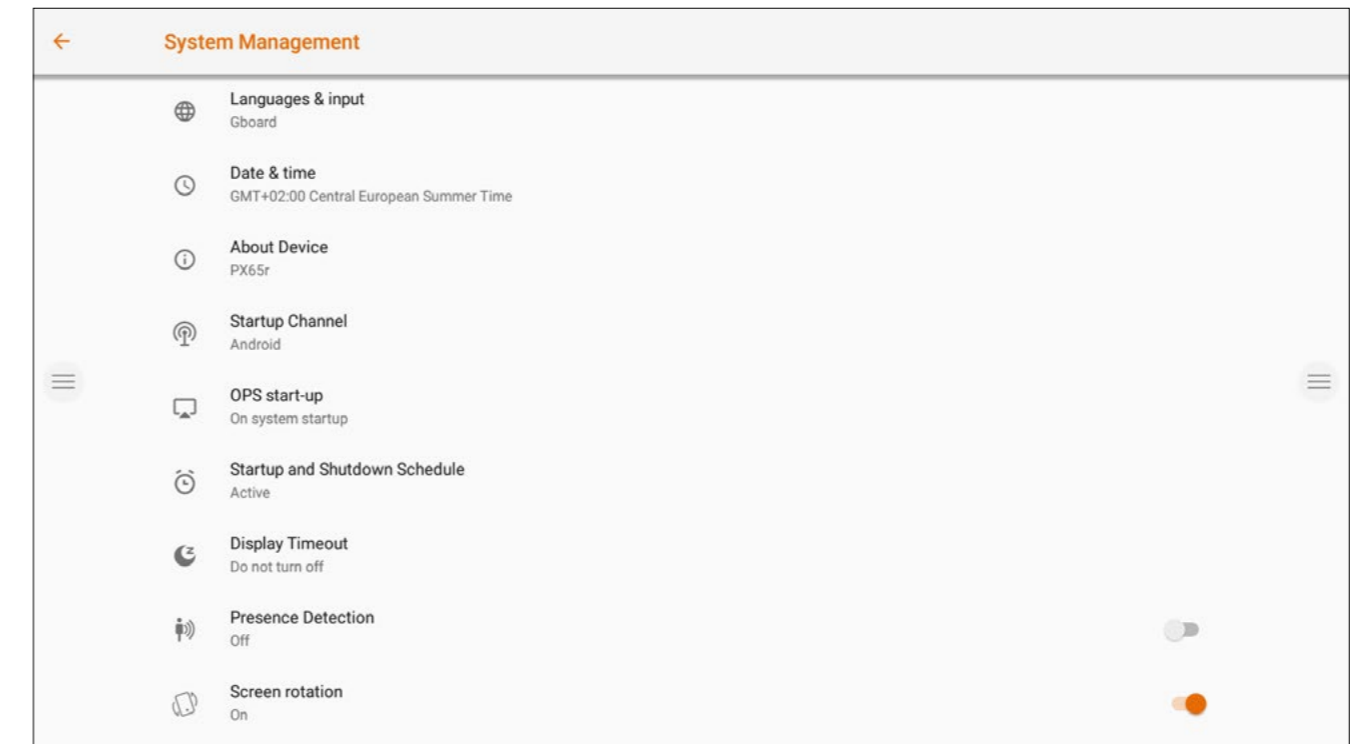 System Management
Languages & input
Gboard
Date & time
GMT+02:00 Central European Summer Time
About Device
PX65r
Startup Channel
Android
OPS start-up
On system startup
Startup and Shutdown Schedule
Active
Display Timeout
Do not turn off
Presence Detection
Off
Screen rotation
On